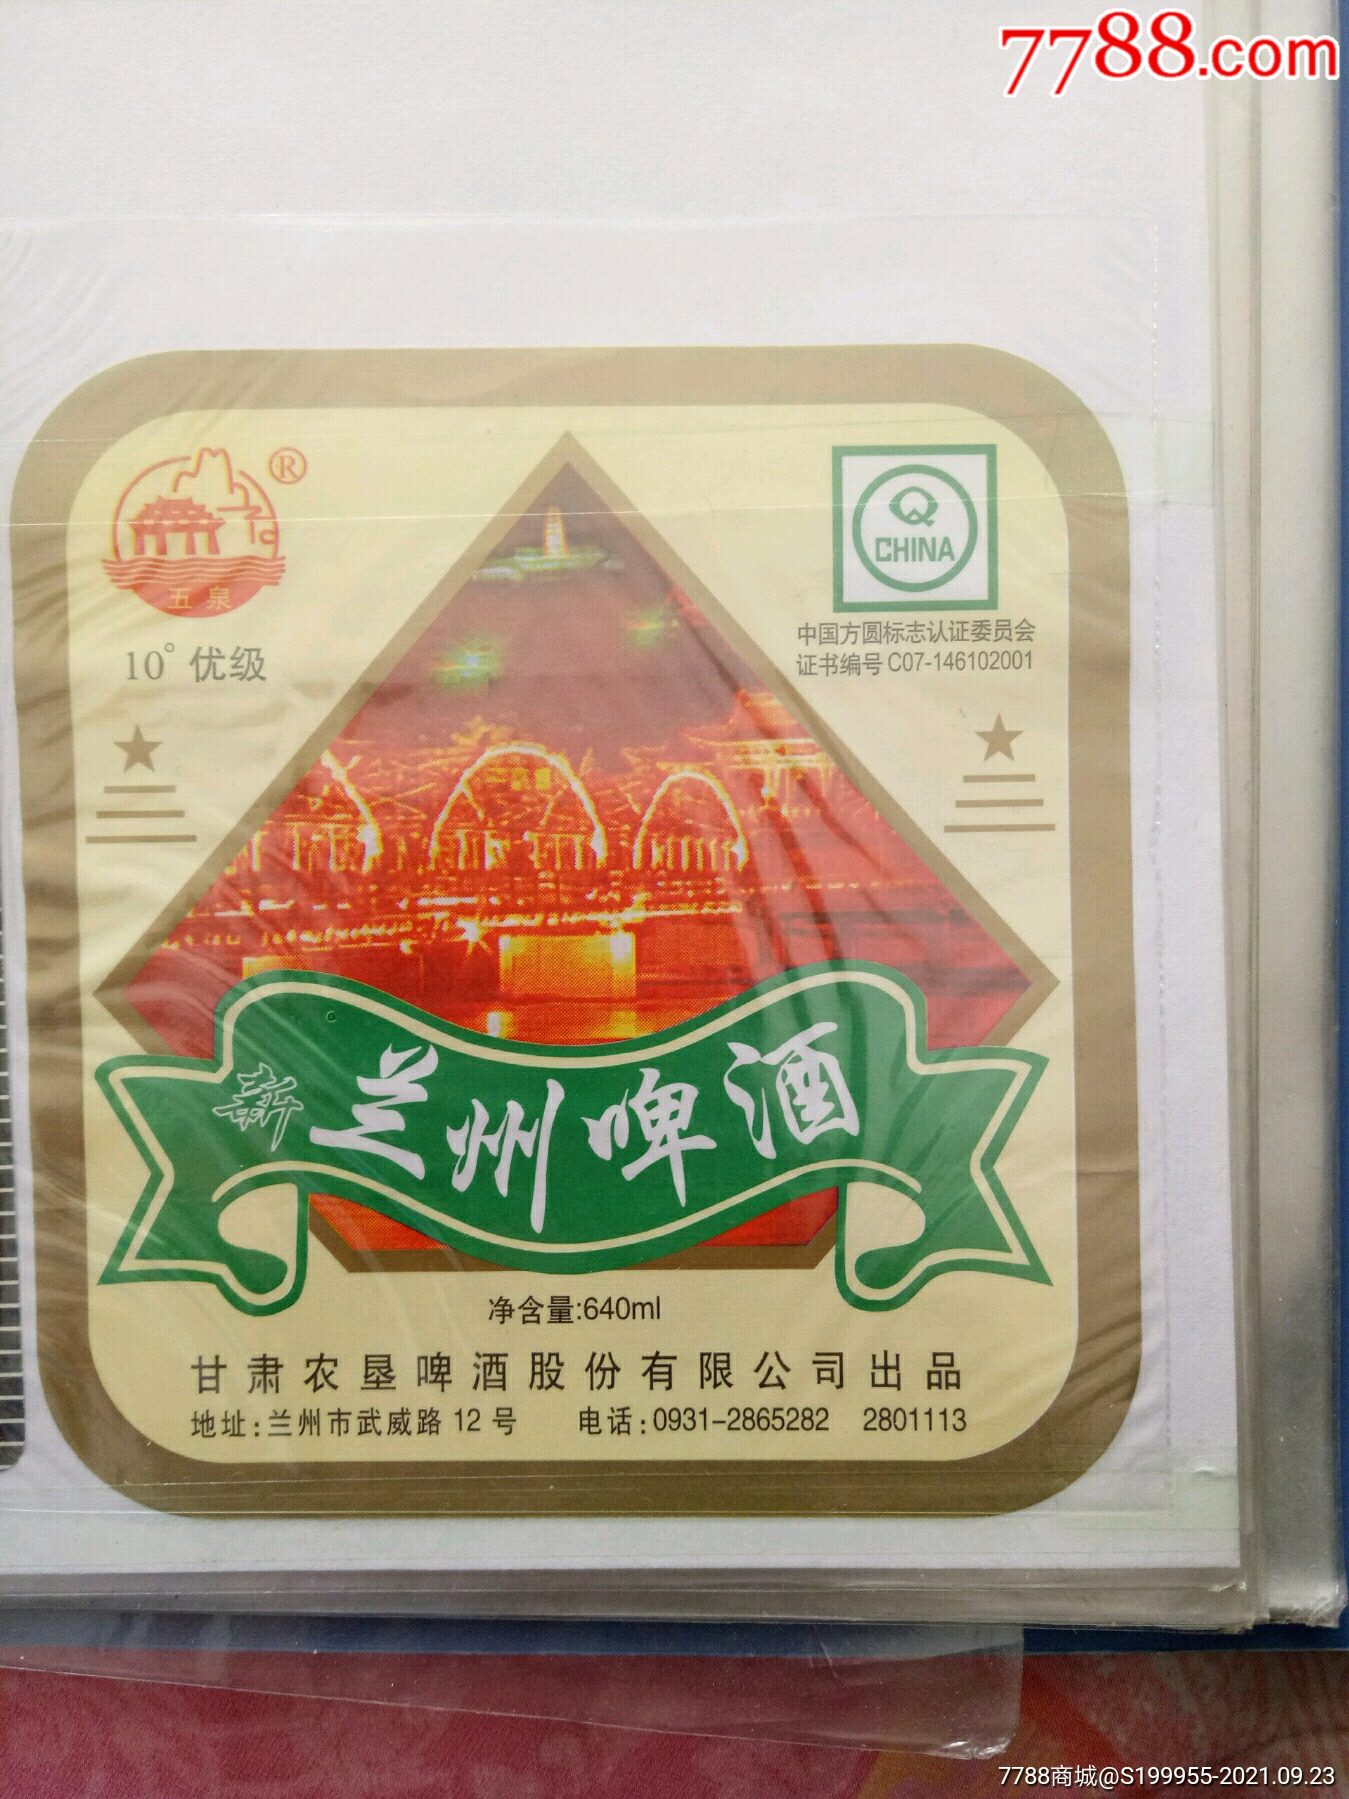 7788.com
®
五泉
10°优级
Q
CHINA
中国方圆标志认证委员会
证书编号 C07-146102001
新 兰州啤酒
净含量:640ml
甘肃农垦啤酒股份有限公司出品
地址:兰州市武威路 12 号 电话:0931-2865282 2801113
7788商城@S199955-2021.09.23